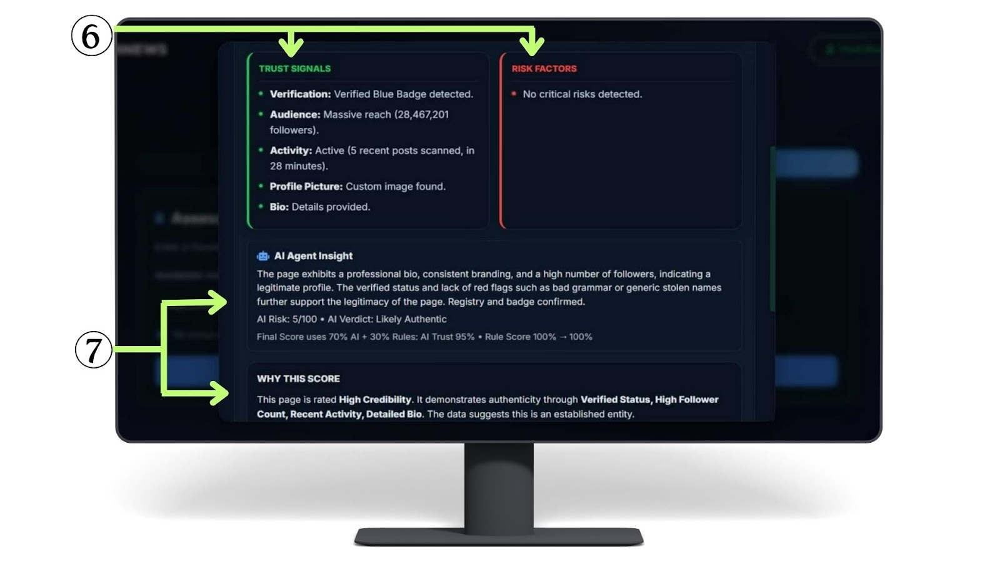 ⑥
NEWS
TRUST SIGNALS
• Verification: Verified Blue Badge detected.
• Audience: Massive reach (28,467,201
followers).
• Activity: Active (5 recent posts scanned, in
28 minutes).
• Profile Picture: Custom image found.
• Bio: Details provided.
RISK FACTORS
• No critical risks detected.
⑦
AI Agent Insight
The page exhibits a professional bio, consistent branding, and a high number of followers, indicating a
legitimate profile. The verified status and lack of red flags such as bad grammar or generic stolen names
further support the legitimacy of the page. Registry and badge confirmed.
AI Risk: 5/100 • AI Verdict: Likely Authentic
Final Score uses 70% AI + 30% Rules: AI Trust 95% • Rule Score 100% → 100%
WHY THIS SCORE
This page is rated High Credibility. It demonstrates authenticity through Verified Status, High Follower
Count, Recent Activity, Detailed Bio. The data suggests this is an established entity.